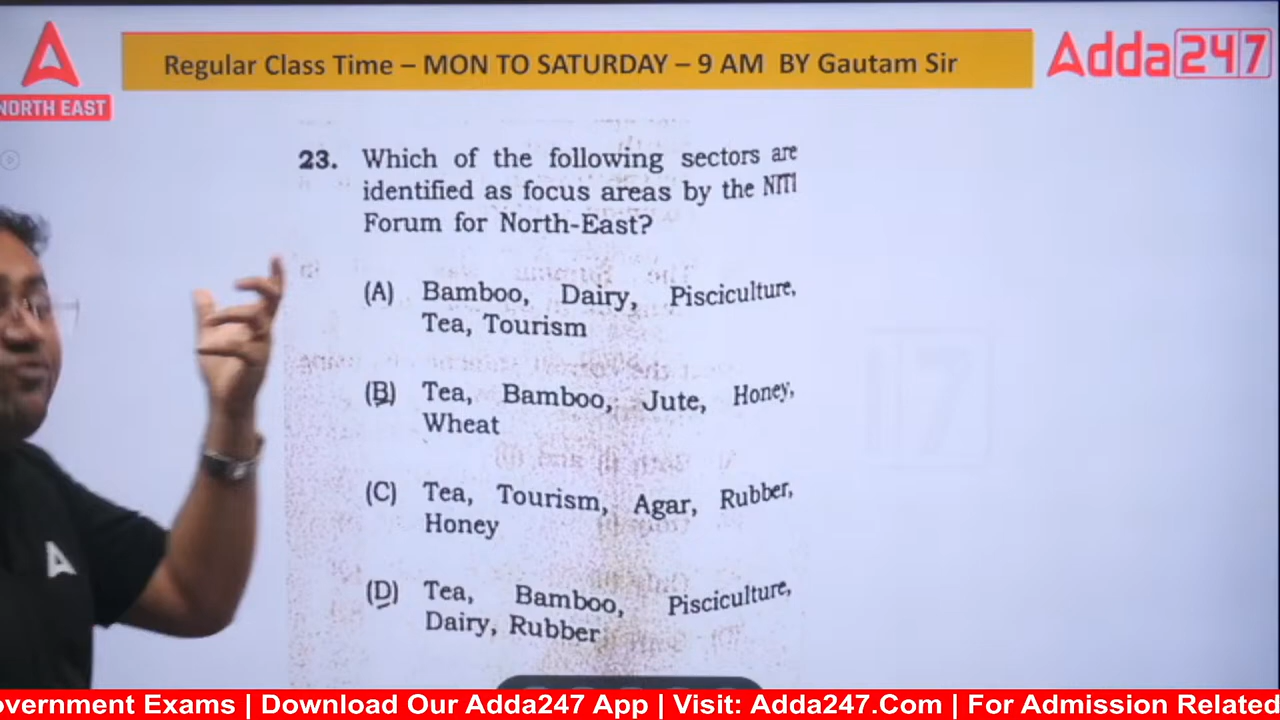 Regular Class Time – MON TO SATURDAY – 9 AM BY Gautam Sir
Adda247
NORTH EAST
23. Which of the following sectors are
identified as focus areas by the NITI
Forum for North-East?
(A) Bamboo, Dairy, Pisciculture,
Tea, Tourism
(B) Tea, Bamboo, Jute, Honey,
Wheat
(C) Tea, Tourism, Agar, Rubber,
Honey
(D) Tea, Bamboo, Pisciculture,
Dairy, Rubber
overnment Exams | Download Our Adda247 App | Visit: Adda247.Com | For Admission Related